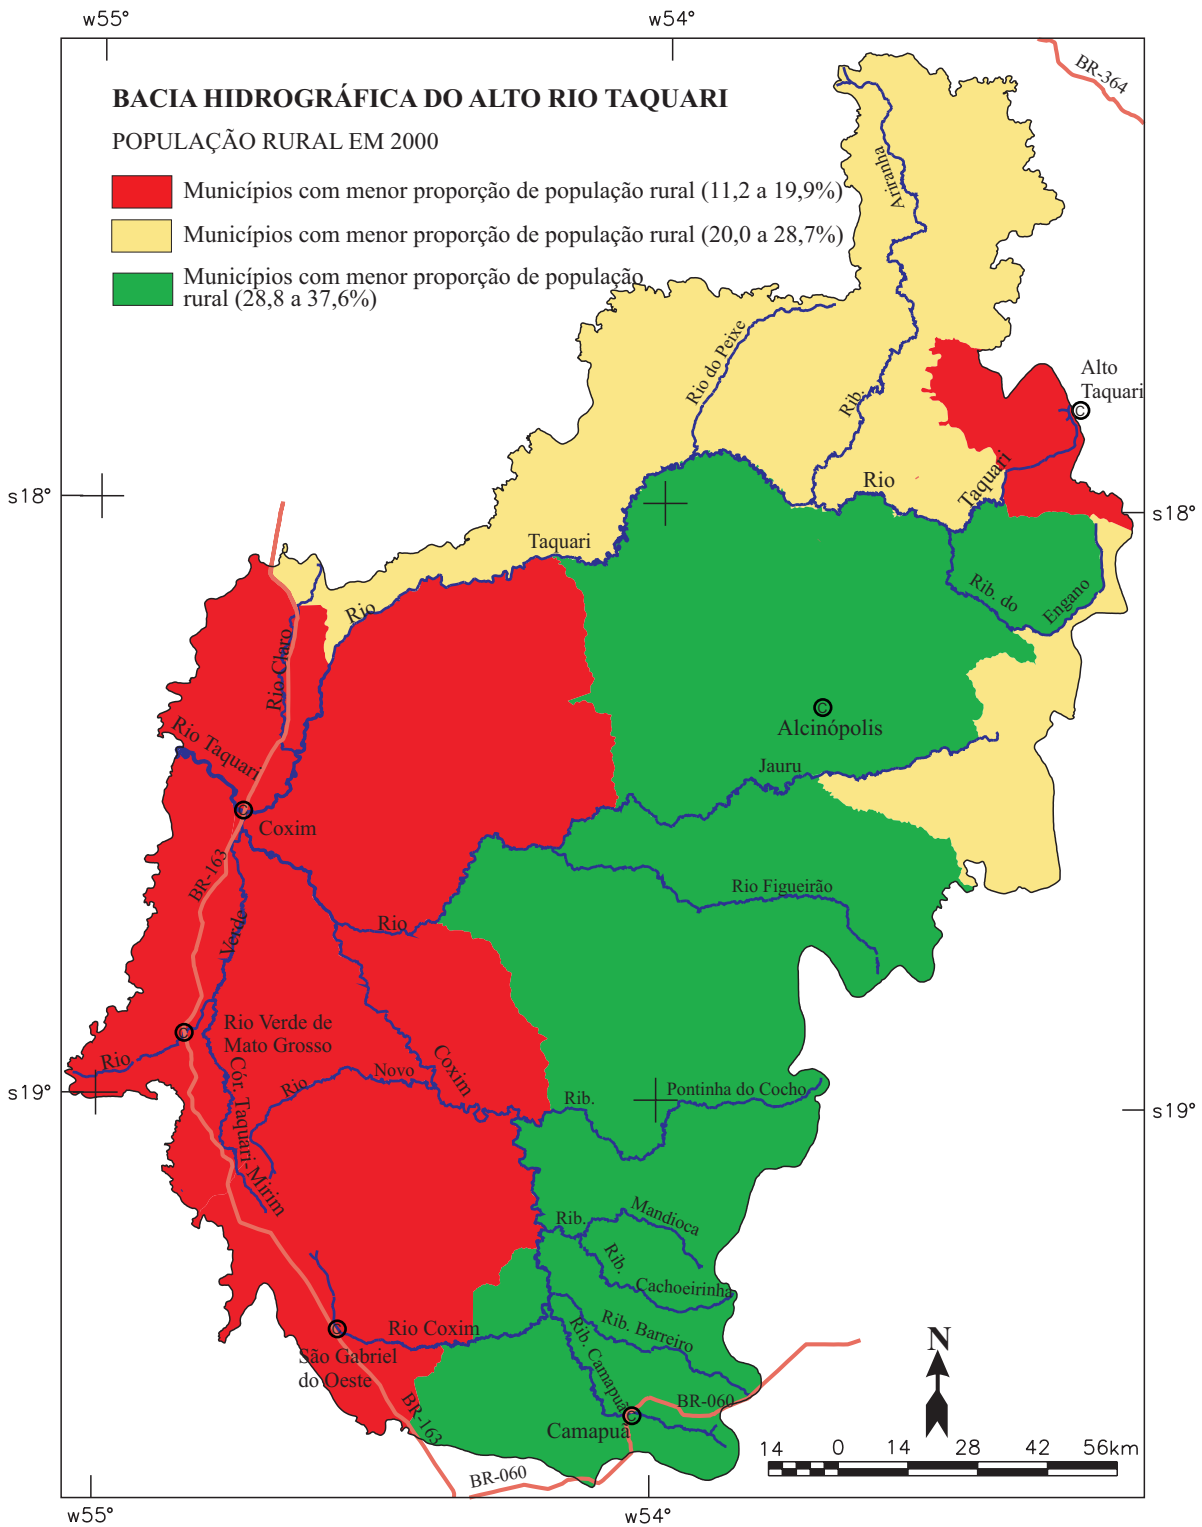 w55°
w54°
BR-364
BACIA HIDROGRÁFICA DO ALTO RIO TAQUARI
POPULAÇÃO RURAL EM 2000
Municípios com menor proporção de população rural (11,2 a 19,9%)
Municípios com menor proporção de população rural (20,0 a 28,7%)
Municípios com menor proporção de população
rural (28,8 a 37,6%)
Ariranha
Rib.
Rio do Peixe
Alto
Taquari
Rio
Taquari
s18°
s18°
Taquari
Rio
Rib. do
Engano
Rio Claro
Rio Taquari
Alcinópolis
Jauru
Coxim
BR-163
Rio Figueirão
Verde
Rio
Rio Verde de
Mato Grosso
Rio
Cór. Taquari-Mirim
Rio
Novo
Coxim
Rib.
Pontinha do Cocho
s19°
s19°
Rib.
Mandioca
Rib.
Cachoeirinha
Rib. Barreiro
Rib. Camapuã
Rio Coxim
São Gabriel
do Oeste
BR-163
BR-060
Camapuã
BR-060
N
14 0 14 28 42 56km
w55°
w54°
C
C
C
C
C
C